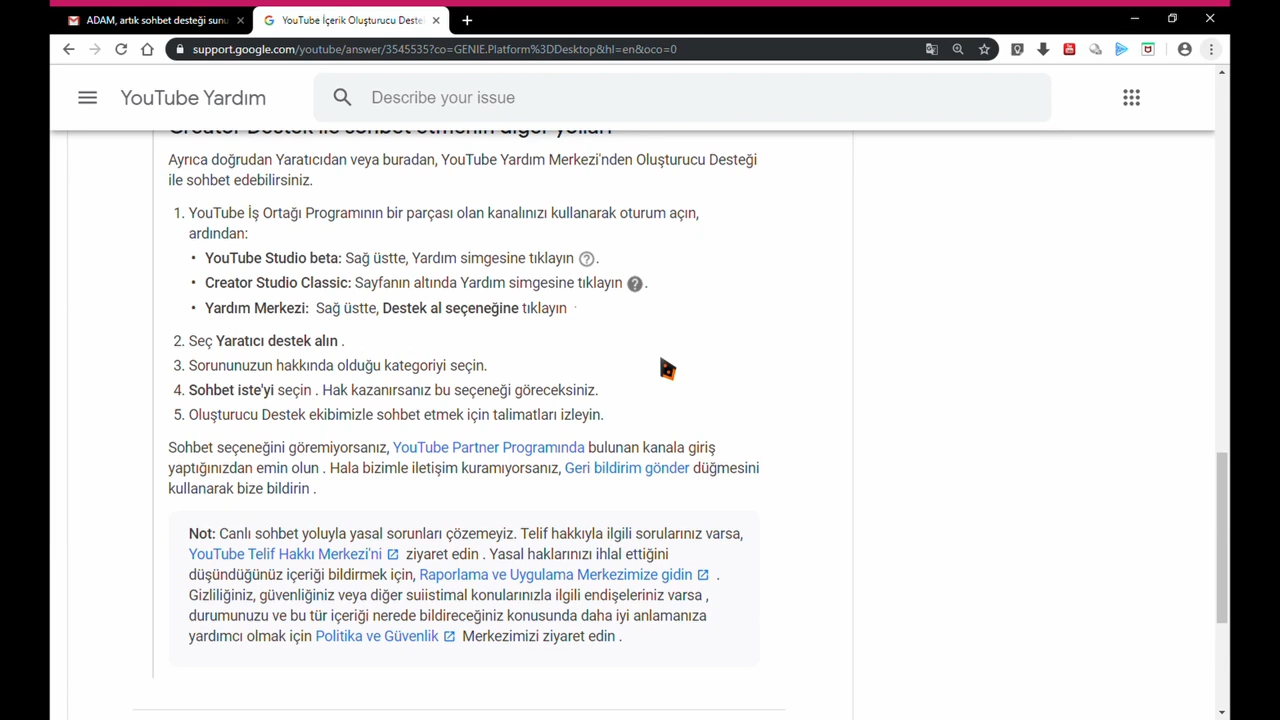 ADAM, artık sohbet desteği sunu
YouTube İçerik Oluşturucu Deste
support.google.com/youtube/answer/3545535?co=GENIE.Platform%3DDesktop&hl=en&oco=0
YouTube Yardım
Describe your issue
Creator Destek ile sohbet etmenin diğer yolları
Ayrıca doğrudan Yaratıcıdan veya buradan, YouTube Yardım Merkezi'nden Oluşturucu Desteği
ile sohbet edebilirsiniz.
1. YouTube İş Ortağı Programının bir parçası olan kanalınızı kullanarak oturum açın,
ardından:
• YouTube Studio beta: Sağ üstte, Yardım simgesine tıklayın ?.
• Creator Studio Classic: Sayfanın altında Yardım simgesine tıklayın ?.
• Yardım Merkezi: Sağ üstte, Destek al seçeneğine tıklayın
2. Seç Yaratıcı destek alın .
3. Sorununuzun hakkında olduğu kategoriyi seçin.
4. Sohbet iste'yi seçin . Hak kazanırsanız bu seçeneği göreceksiniz.
5. Oluşturucu Destek ekibimizle sohbet etmek için talimatları izleyin.
Sohbet seçeneğini göremiyorsanız, YouTube Partner Programında bulunan kanala giriş
yaptığınızdan emin olun . Hala bizimle iletişim kuramıyorsanız, Geri bildirim gönder düğmesini
kullanarak bize bildirin .
Not: Canlı sohbet yoluyla yasal sorunları çözemeyiz. Telif hakkıyla ilgili sorularınız varsa,
YouTube Telif Hakkı Merkezi'ni ziyaret edin . Yasal haklarınızı ihlal ettiğini
düşündüğünüz içeriği bildirmek için, Raporlama ve Uygulama Merkezimize gidin .
Gizliliğiniz, güvenliğiniz veya diğer suiistimal konularınızla ilgili endişeleriniz varsa ,
durumunuzu ve bu tür içeriği nerede bildireceğiniz konusunda daha iyi anlamanıza
yardımcı olmak için Politika ve Güvenlik Merkezimizi ziyaret edin .